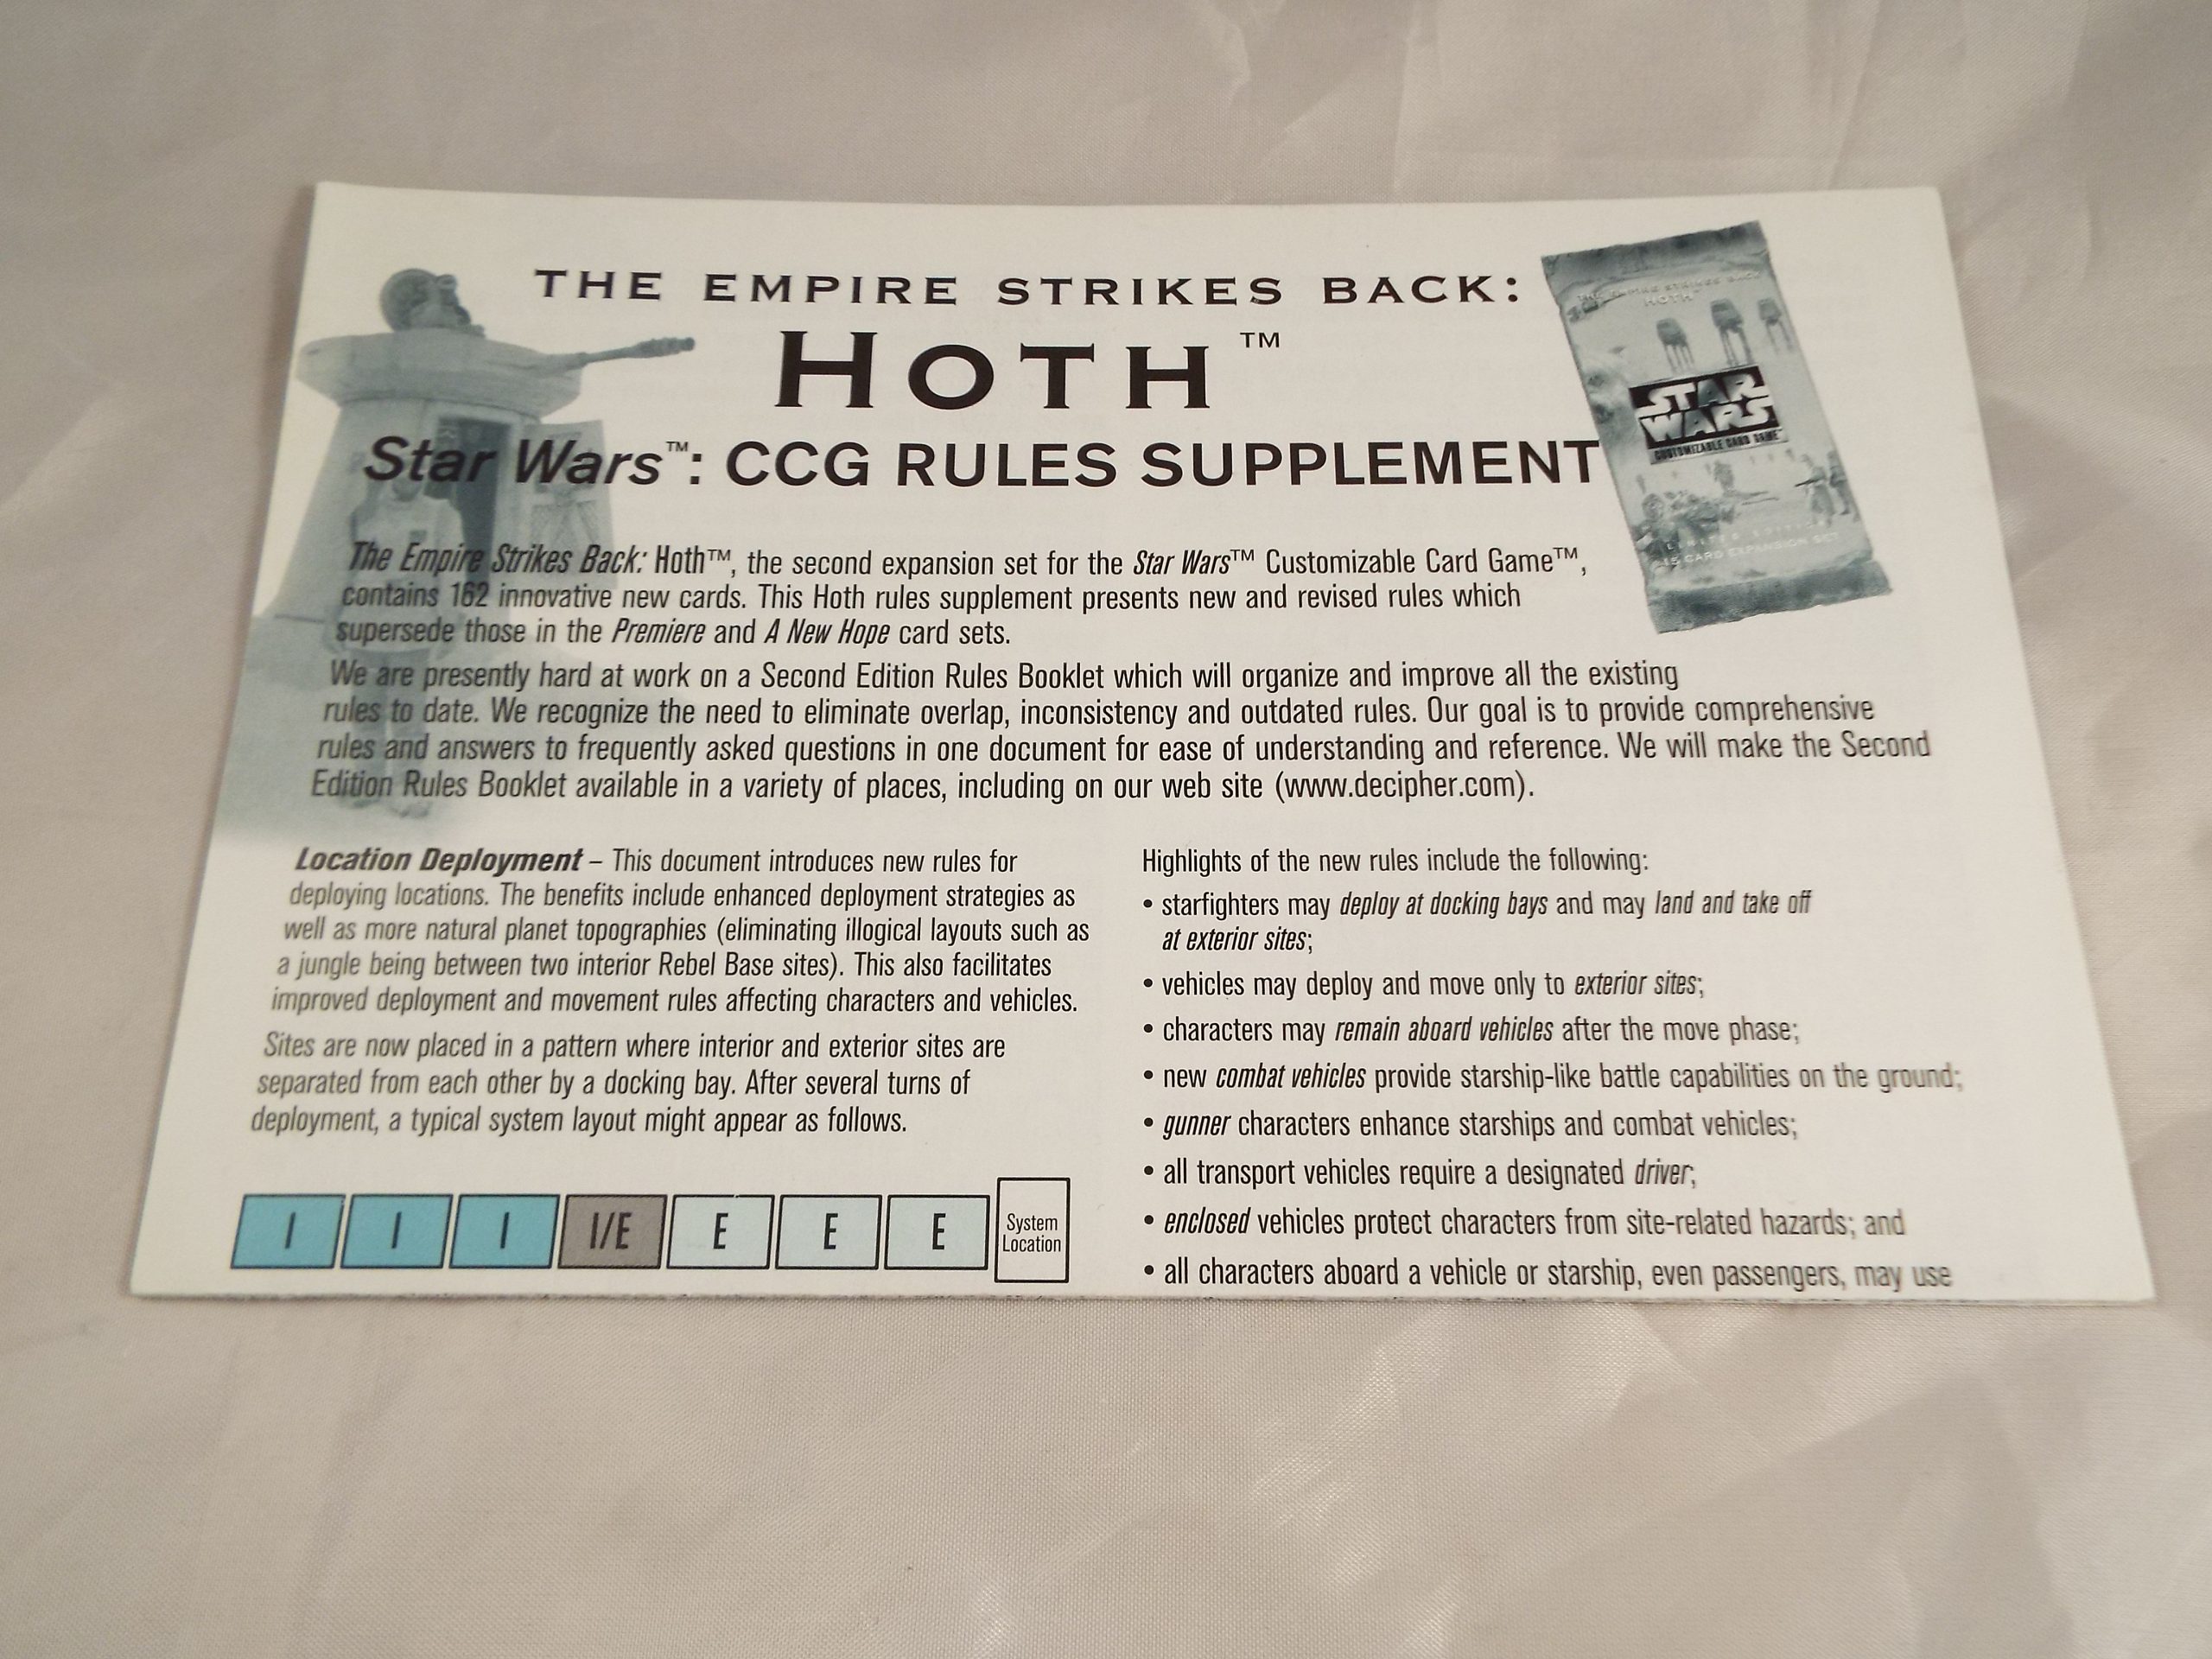 THE EMPIRE STRIKES BACK:
HOTH™
Star Wars™: CCG RULES SUPPLEMENT
THE EMPIRE STRIKES BACK
HOTH
STAR
WARS
CUSTOMIZABLE CARD GAME
LIMITED EDITION
15 CARD EXPANSION SET
The Empire Strikes Back: Hoth™, the second expansion set for the Star Wars™ Customizable Card Game™,
contains 162 innovative new cards. This Hoth rules supplement presents new and revised rules which
supersede those in the Premiere and A New Hope card sets.
We are presently hard at work on a Second Edition Rules Booklet which will organize and improve all the existing
rules to date. We recognize the need to eliminate overlap, inconsistency and outdated rules. Our goal is to provide comprehensive
rules and answers to frequently asked questions in one document for ease of understanding and reference. We will make the Second
Edition Rules Booklet available in a variety of places, including on our web site (www.decipher.com).
Location Deployment – This document introduces new rules for
deploying locations. The benefits include enhanced deployment strategies as
well as more natural planet topographies (eliminating illogical layouts such as
a jungle being between two interior Rebel Base sites). This also facilitates
improved deployment and movement rules affecting characters and vehicles.
Sites are now placed in a pattern where interior and exterior sites are
separated from each other by a docking bay. After several turns of
deployment, a typical system layout might appear as follows.
I I I I/E E E E
System
Location
Highlights of the new rules include the following:
• starfighters may deploy at docking bays and may land and take off
at exterior sites;
• vehicles may deploy and move only to exterior sites;
• characters may remain aboard vehicles after the move phase;
• new combat vehicles provide starship-like battle capabilities on the ground;
• gunner characters enhance starships and combat vehicles;
• all transport vehicles require a designated driver;
• enclosed vehicles protect characters from site-related hazards; and
• all characters aboard a vehicle or starship, even passengers, may use